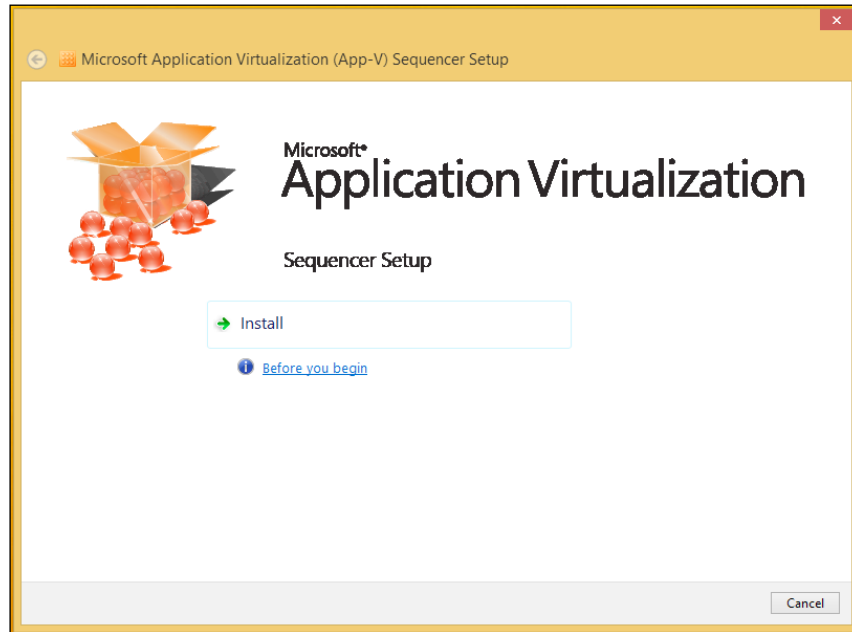 Microsoft Application Virtualization (App-V) Sequencer Setup
Microsoft®
Application Virtualization
Sequencer Setup
Install
Before you begin
Cancel